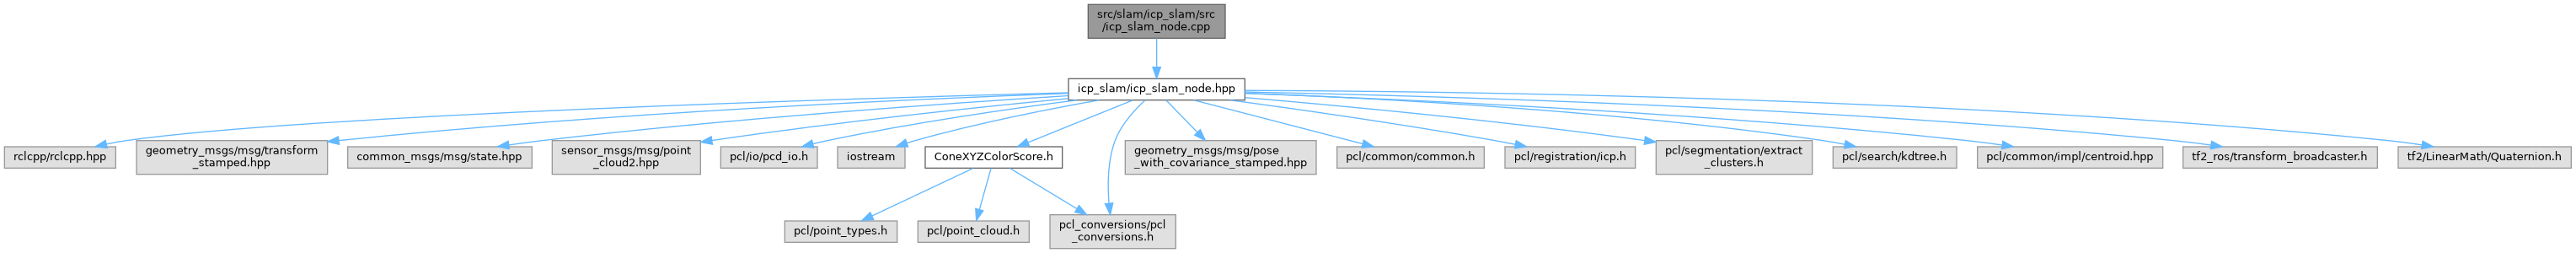 src/slam/icp_slam/src
/icp_slam_node.cpp
icp_slam/icp_slam_node.hpp
rclcpp/rclcpp.hpp
geometry_msgs/msg/transform
_stamped.hpp
common_msgs/msg/state.hpp
sensor_msgs/msg/point
_cloud2.hpp
pcl/io/pcd_io.h
iostream
ConeXYZColorScore.h
geometry_msgs/msg/pose
_with_covariance_stamped.hpp
pcl/common/common.h
pcl/registration/icp.h
pcl/segmentation/extract
_clusters.h
pcl/search/kdtree.h
pcl/common/impl/centroid.hpp
tf2_ros/transform_broadcaster.h
tf2/LinearMath/Quaternion.h
pcl/point_types.h
pcl/point_cloud.h
pcl_conversions/pcl
_conversions.h